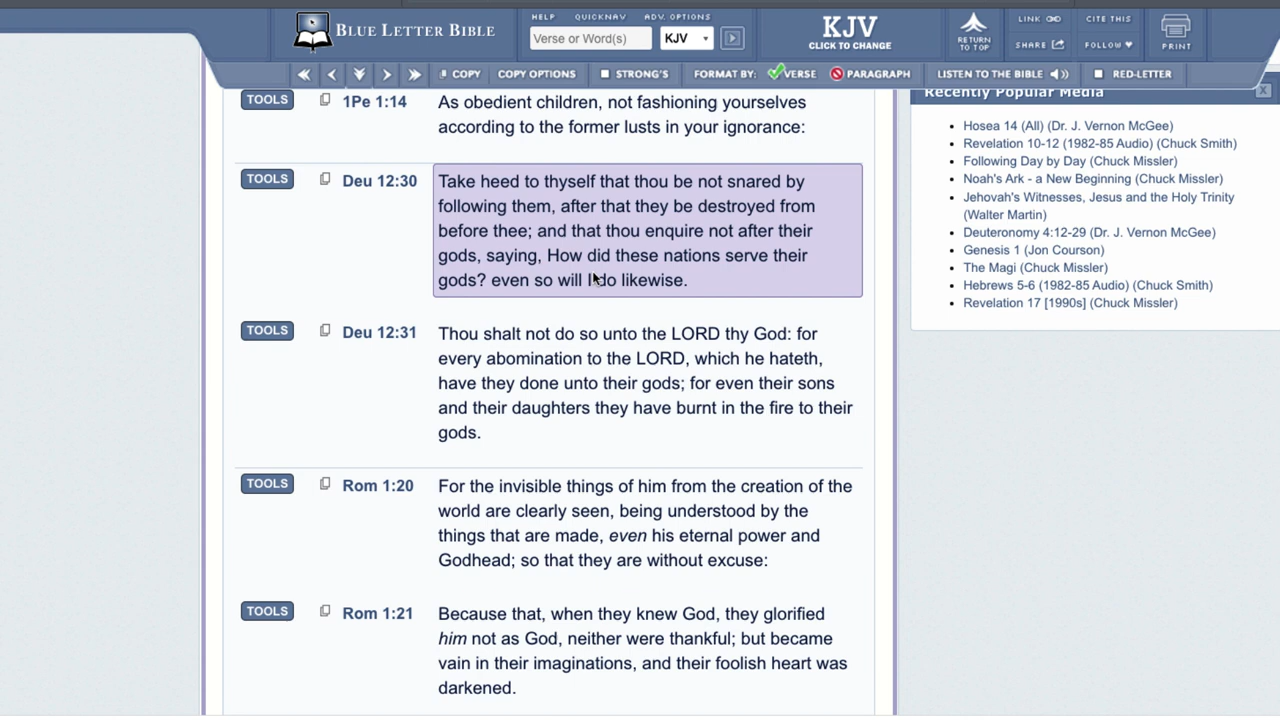 BLUE LETTER BIBLE
HELP QUICKNAV ADV. OPTIONS
Verse or Word(s) KJV
KJV
CLICK TO CHANGE
RETURN
TO TOP
LINK
SHARE
CITE THIS
FOLLOW
PRINT
COPY COPY OPTIONS STRONG'S FORMAT BY: VERSE PARAGRAPH LISTEN TO THE BIBLE RED-LETTER
TOOLS 1Pe 1:14 As obedient children, not fashioning yourselves
according to the former lusts in your ignorance:
TOOLS Deu 12:30 Take heed to thyself that thou be not snared by
following them, after that they be destroyed from
before thee; and that thou enquire not after their
gods, saying, How did these nations serve their
gods? even so will I do likewise.
TOOLS Deu 12:31 Thou shalt not do so unto the LORD thy God: for
every abomination to the LORD, which he hateth,
have they done unto their gods; for even their sons
and their daughters they have burnt in the fire to their
gods.
TOOLS Rom 1:20 For the invisible things of him from the creation of the
world are clearly seen, being understood by the
things that are made, even his eternal power and
Godhead; so that they are without excuse:
TOOLS Rom 1:21 Because that, when they knew God, they glorified
him not as God, neither were thankful; but became
vain in their imaginations, and their foolish heart was
darkened.
Recently Popular Media X
Hosea 14 (All) (Dr. J. Vernon McGee)
Revelation 10-12 (1982-85 Audio) (Chuck Smith)
Following Day by Day (Chuck Missler)
Noah's Ark - a New Beginning (Chuck Missler)
Jehovah's Witnesses, Jesus and the Holy Trinity
(Walter Martin)
Deuteronomy 4:12-29 (Dr. J. Vernon McGee)
Genesis 1 (Jon Courson)
The Magi (Chuck Missler)
Hebrews 5-6 (1982-85 Audio) (Chuck Smith)
Revelation 17 [1990s] (Chuck Missler)